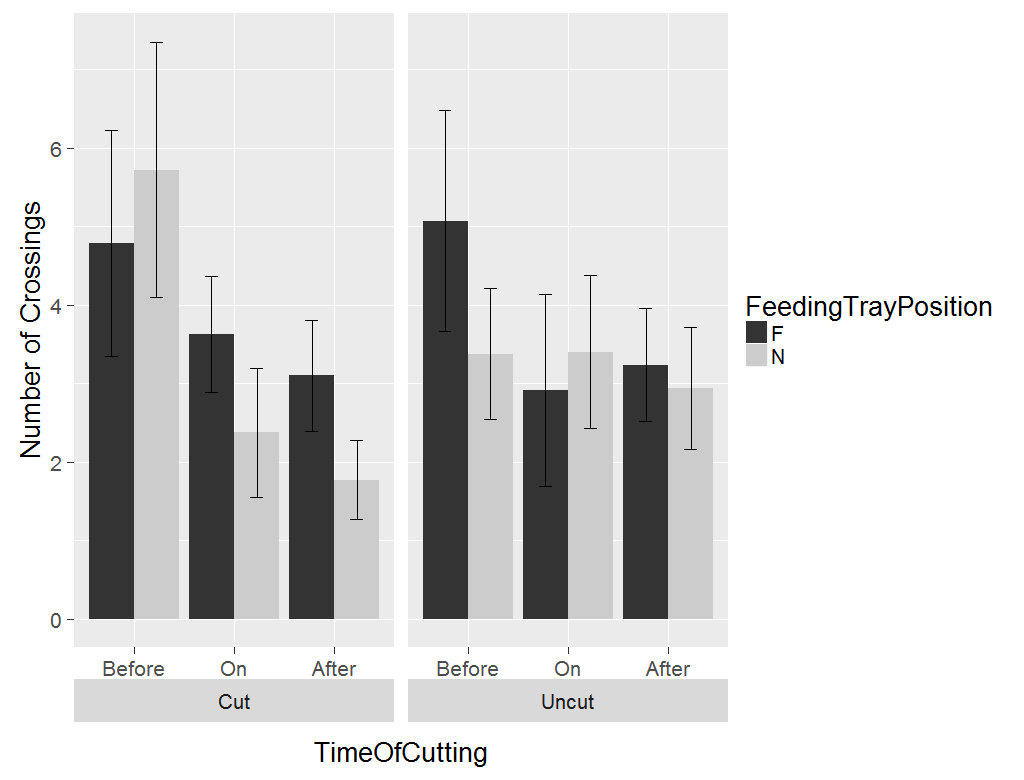 Number of Crossings
6
4
2
0
Before On After
Before On After
Cut
Uncut
TimeOfCutting
FeedingTrayPosition
F
N